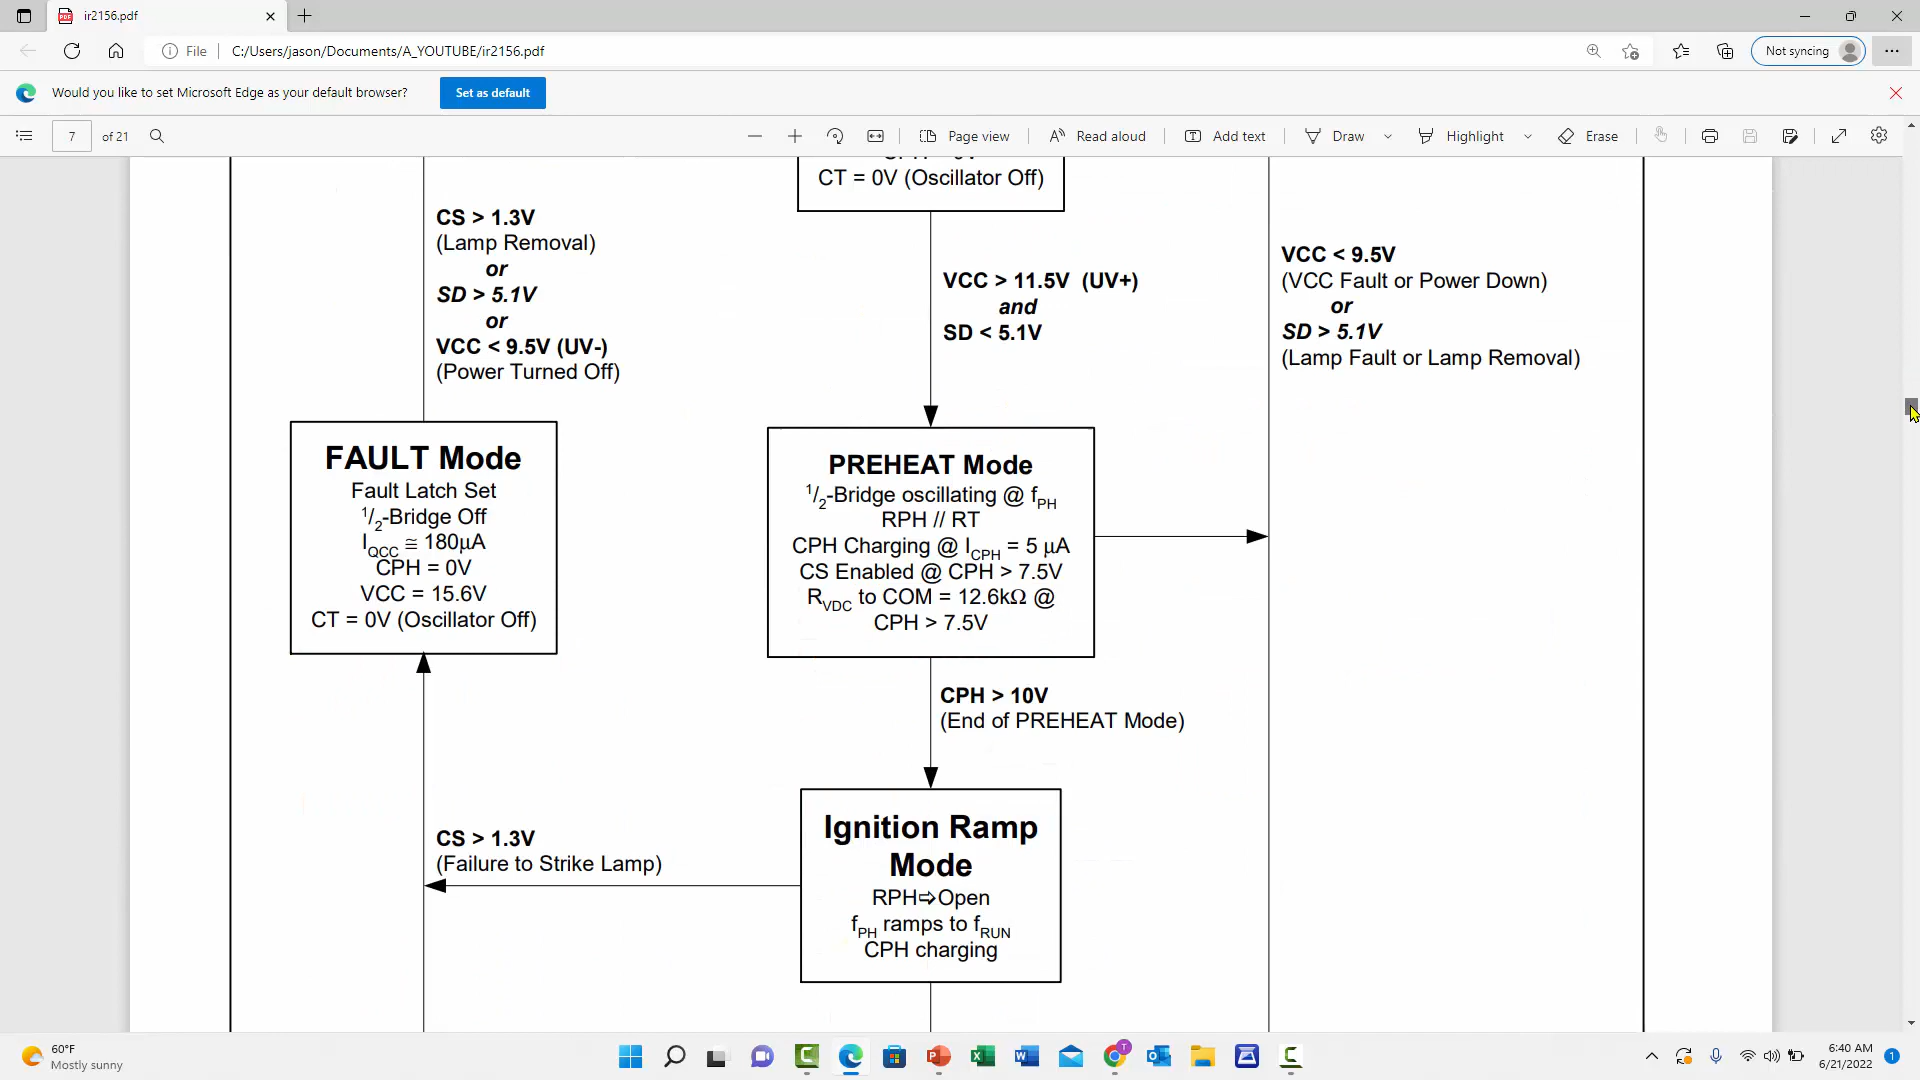 ir2156.pdf
File
C:/Users/jason/Documents/A_YOUTUBE/ir2156.pdf
Not syncing
Would you like to set Microsoft Edge as your default browser?
Set as default
7
of 21
Page view
Read aloud
Add text
Draw
Highlight
Erase
CT = 0V (Oscillator Off)
CS > 1.3V
(Lamp Removal)
or
SD > 5.1V
or
VCC < 9.5V (UV-)
(Power Turned Off)
VCC > 11.5V (UV+)
and
SD < 5.1V
VCC < 9.5V
(VCC Fault or Power Down)
or
SD > 5.1V
(Lamp Fault or Lamp Removal)
FAULT Mode
Fault Latch Set
1/2-Bridge Off
IQCC ≅ 180µA
CPH = 0V
VCC = 15.6V
CT = 0V (Oscillator Off)
PREHEAT Mode
1/2-Bridge oscillating @ fPH
RPH // RT
CPH Charging @ ICPH = 5 µA
CS Enabled @ CPH > 7.5V
RVDC to COM = 12.6kΩ @
CPH > 7.5V
CPH > 10V
(End of PREHEAT Mode)
CS > 1.3V
(Failure to Strike Lamp)
Ignition Ramp
Mode
RPH⇨Open
fPH ramps to fRUN
CPH charging
60°F
Mostly sunny
6:40 AM
6/21/2022
1